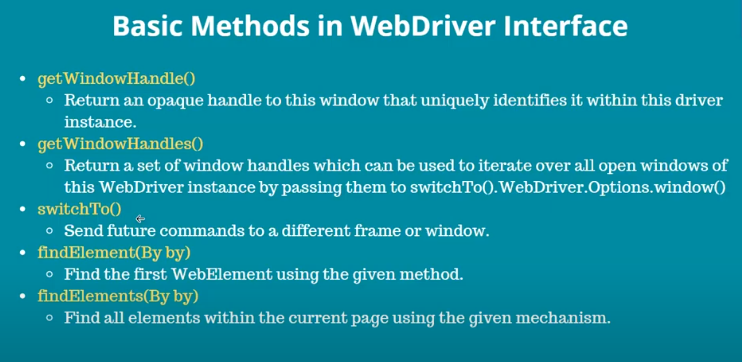 Basic Methods in WebDriver Interface
getWindowHandle()
Return an opaque handle to this window that uniquely identifies it within this driver
instance.
getWindowHandles()
Return a set of window handles which can be used to iterate over all open windows of
this WebDriver instance by passing them to switchTo().WebDriver.Options.window()
switchTo()
Send future commands to a different frame or window.
findElement(By by)
Find the first WebElement using the given method.
findElements(By by)
Find all elements within the current page using the given mechanism.